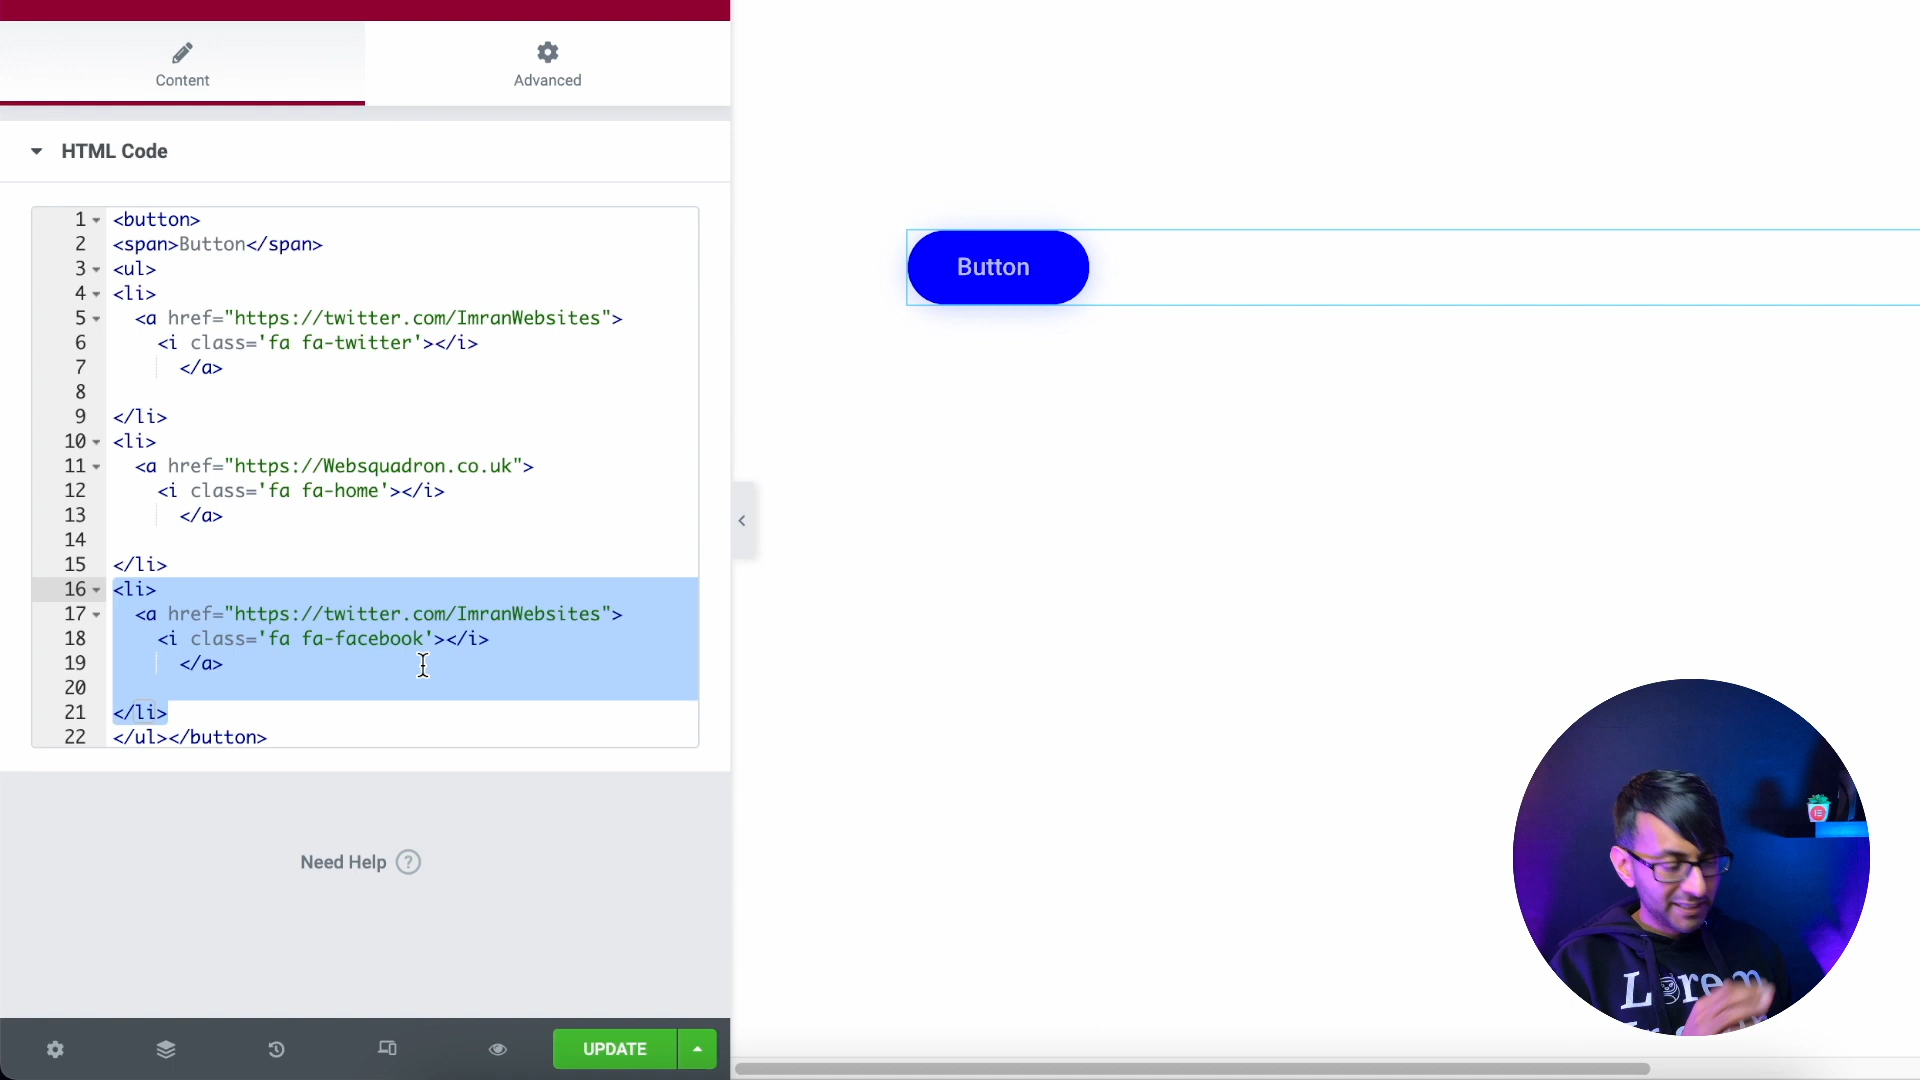 Content
Advanced
HTML Code
1 <button>
2 <span>Button</span>
3 <ul>
4 <li>
5 <a href="https://twitter.com/ImranWebsites">
6 <i class='fa fa-twitter'></i>
7 </a>
8
9 </li>
10 <li>
11 <a href="https://Websquadron.co.uk">
12 <i class='fa fa-home'></i>
13 </a>
14
15 </li>
16 <li>
17 <a href="https://twitter.com/ImranWebsites">
18 <i class='fa fa-facebook'></i>
19 </a>
20
21 </li>
22 </ul></button>
Need Help ?
UPDATE
Button